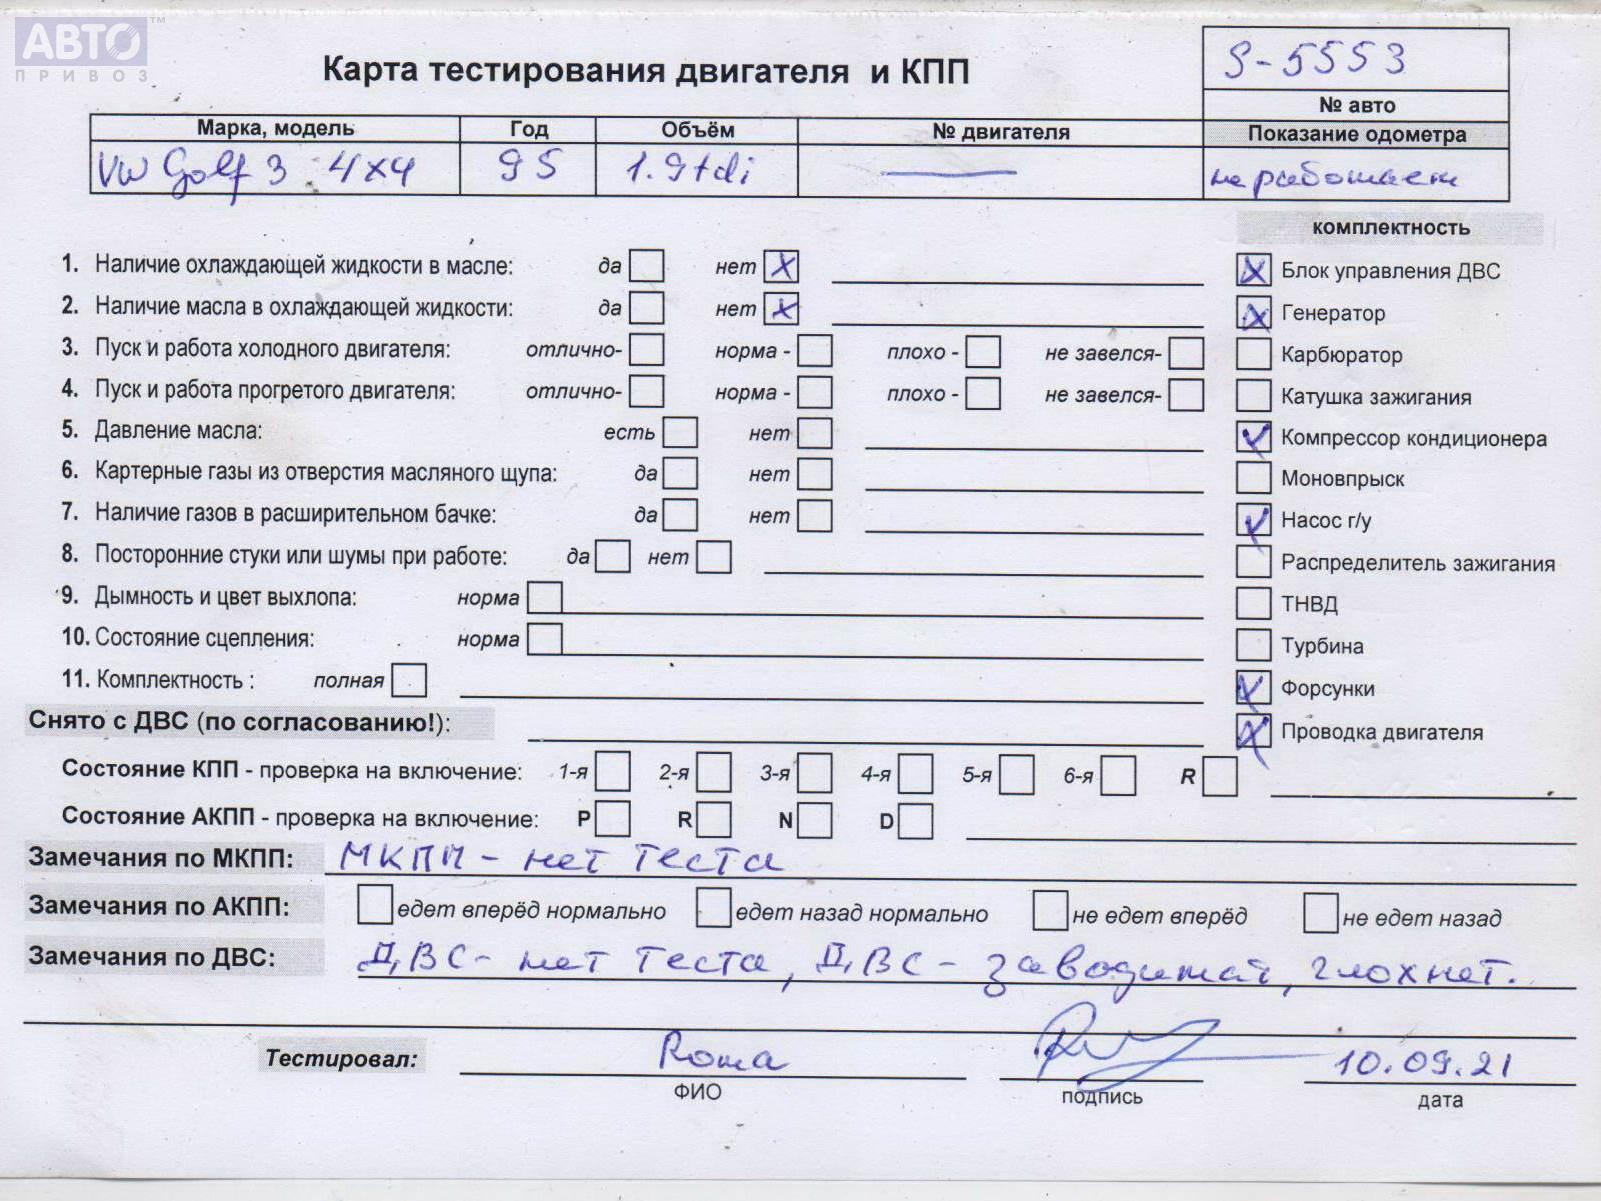 АВТО™
ПРИВОЗ
Карта тестирования двигателя и КПП
S-5553
№ авто
Марка, модель Год Объём № двигателя Показание одометра
VW Golf 3 4x4 95 1.9tdi — не работает
комплектность
1. Наличие охлаждающей жидкости в масле: да нет X
Блок управления ДВС
2. Наличие масла в охлаждающей жидкости: да нет X
Генератор
3. Пуск и работа холодного двигателя: отлично- норма - плохо - не завелся-
Карбюратор
4. Пуск и работа прогретого двигателя: отлично- норма - плохо - не завелся-
Катушка зажигания
5. Давление масла: есть нет
Компрессор кондиционера
6. Картерные газы из отверстия масляного щупа: да нет
Моновпрыск
7. Наличие газов в расширительном бачке: да нет
Насос г/у
8. Посторонние стуки или шумы при работе: да нет
Распределитель зажигания
9. Дымность и цвет выхлопа: норма
ТНВД
10. Состояние сцепления: норма
Турбина
11. Комплектность : полная
Форсунки
Снято с ДВС (по согласованию!):
Проводка двигателя
Состояние КПП - проверка на включение: 1-я 2-я 3-я 4-я 5-я 6-я R
Состояние АКПП - проверка на включение: P R N D
Замечания по МКПП: МКПП - нет теста
Замечания по АКПП: едет вперёд нормально едет назад нормально не едет вперёд не едет назад
Замечания по ДВС: ДВС - нет теста, ДВС - заводится, глохнет.
Тестировал: Roma 10.09.21
ФИО подпись дата